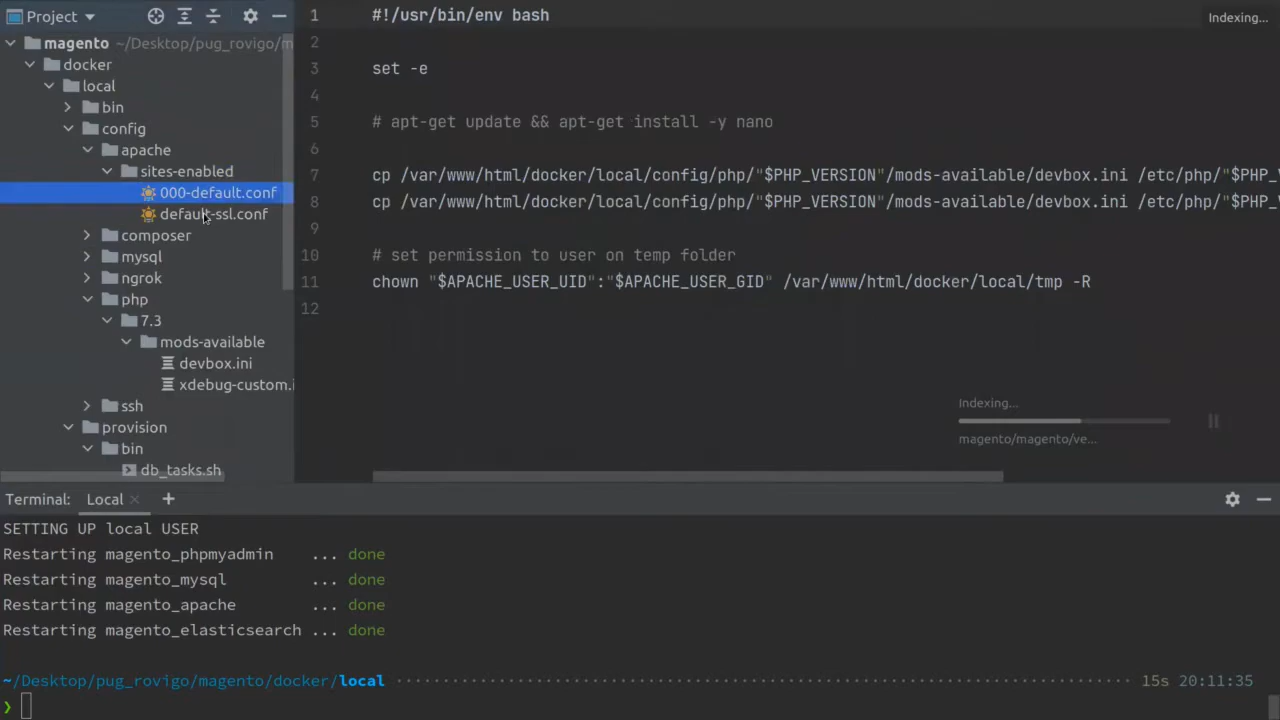 Project
magento ~/Desktop/pug_rovigo/m
docker
local
bin
config
apache
sites-enabled
000-default.conf
default-ssl.conf
composer
mysql
ngrok
php
7.3
mods-available
devbox.ini
xdebug-custom.i
ssh
provision
bin
db_tasks.sh
1 #!/usr/bin/env bash
2
3 set -e
4
5 # apt-get update && apt-get install -y nano
6
7 cp /var/www/html/docker/local/config/php/"$PHP_VERSION"/mods-available/devbox.ini /etc/php/"$PHP_V
8 cp /var/www/html/docker/local/config/php/"$PHP_VERSION"/mods-available/devbox.ini /etc/php/"$PHP_V
9
10 # set permission to user on temp folder
11 chown "$APACHE_USER_UID":"$APACHE_USER_GID" /var/www/html/docker/local/tmp -R
12
Indexing...
Indexing...
magento/magento/ve...
Terminal: Local × +
SETTING UP local USER
Restarting magento_phpmyadmin ... done
Restarting magento_mysql ... done
Restarting magento_apache ... done
Restarting magento_elasticsearch ... done
~/Desktop/pug_rovigo/magento/docker/local 15s 20:11:35
❯